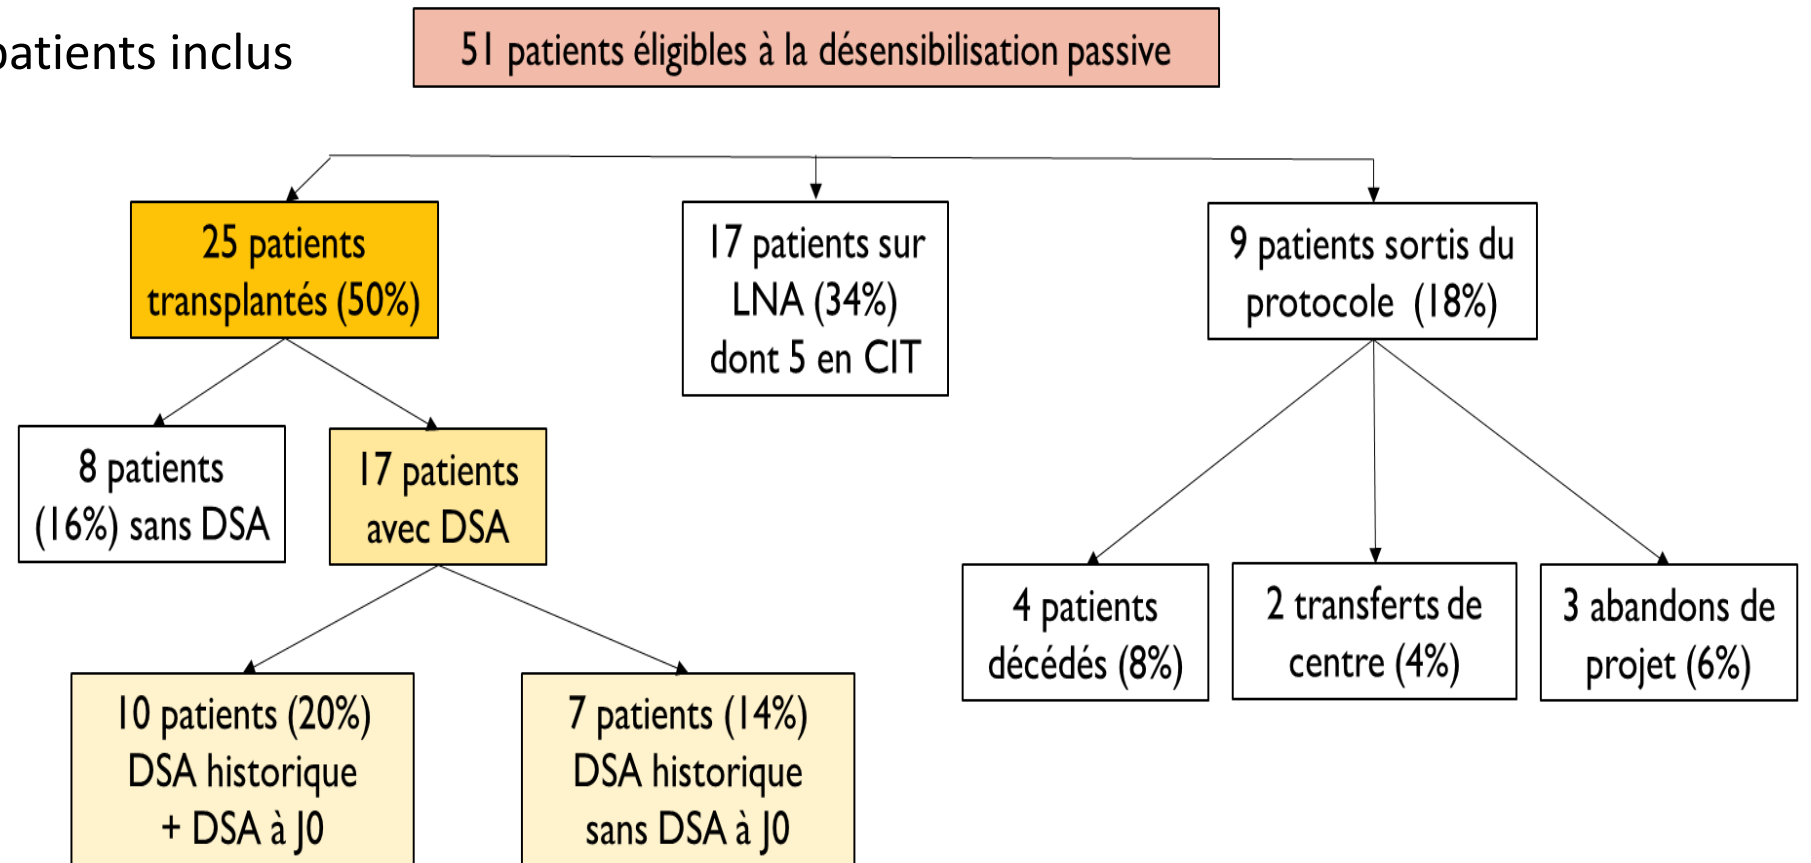 patients inclus
51 patients éligibles à la désensibilisation passive
25 patients
transplantés (50%)
17 patients sur
LNA (34%)
dont 5 en CIT
9 patients sortis du
protocole (18%)
8 patients
(16%) sans DSA
17 patients
avec DSA
4 patients
décédés (8%)
2 transferts de
centre (4%)
3 abandons de
projet (6%)
10 patients (20%)
DSA historique
+ DSA à J0
7 patients (14%)
DSA historique
sans DSA à J0